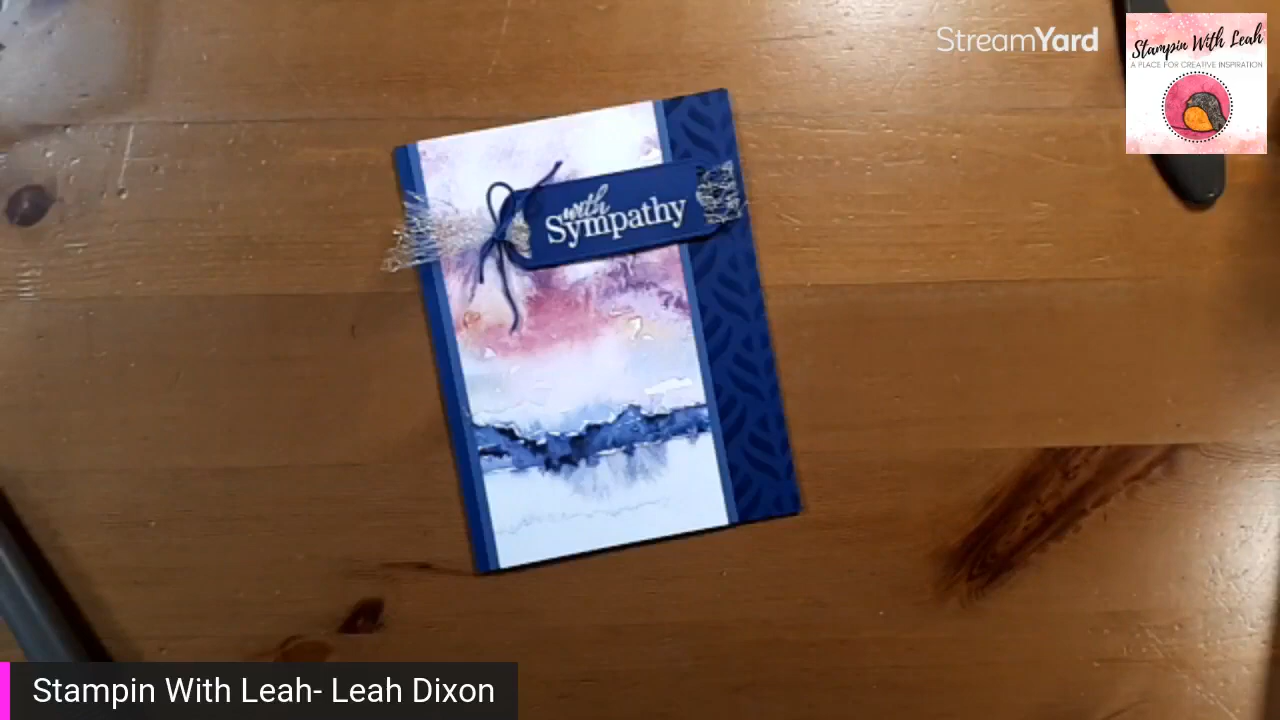 StreamYard
Stampin With Leah
A PLACE FOR CREATIVE INSPIRATION
with
Sympathy
Stampin With Leah- Leah Dixon